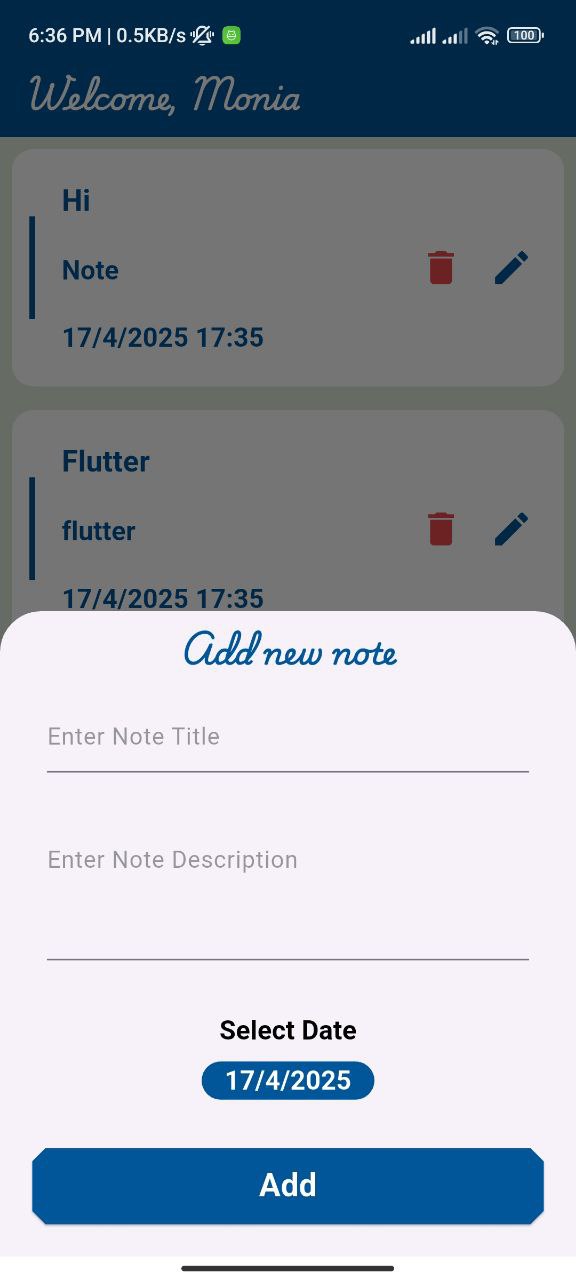 6:36 PM | 0.5KB/s
100
Welcome, Monia
Hi
Note
17/4/2025 17:35
Flutter
flutter
17/4/2025 17:35
Add new note
Enter Note Title
Enter Note Description
Select Date
17/4/2025
Add